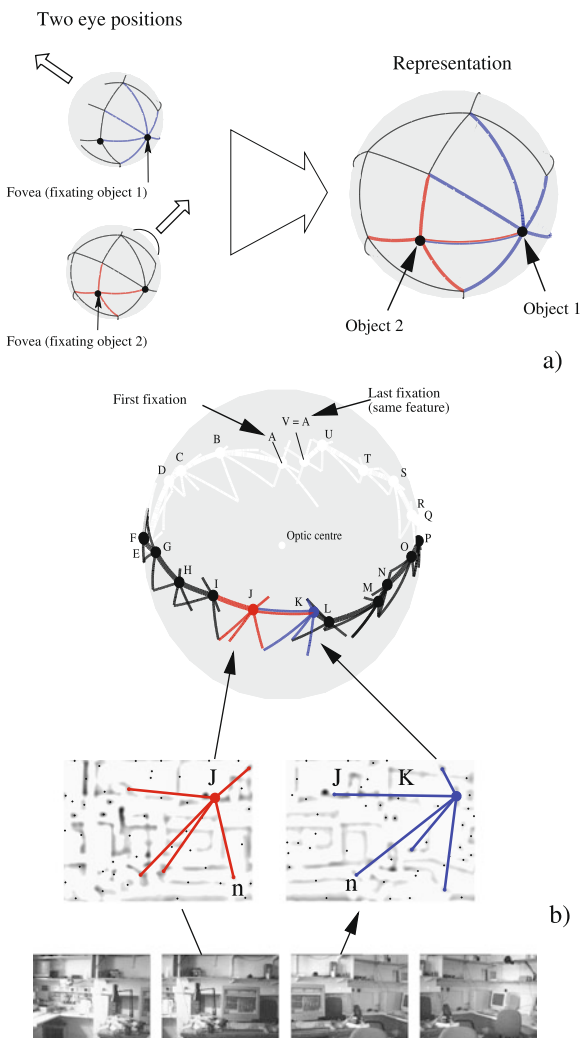 Two eye positions
Representation
Fovea (fixating object 1)
Fovea (fixating object 2)
Object 1
Object 2
a)
First fixation
Last fixation
(same feature)
V = A
A
U
B
C
T
D
S
R
Q
F
P
E
G
O
Optic centre
H
N
I
M
J
K
L
J
n
J
K
n
b)